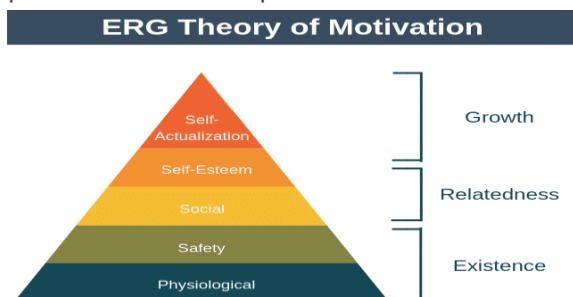 ERG Theory of Motivation
Self-
Actualization
Growth
Self-Esteem
Relatedness
Social
Safety
Existence
Physiological